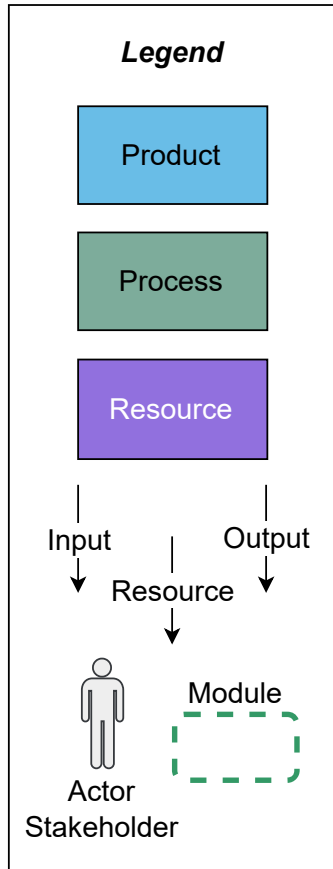 Legend
Product
Process
Resource
Input
Output
Resource
Module
Actor
Stakeholder